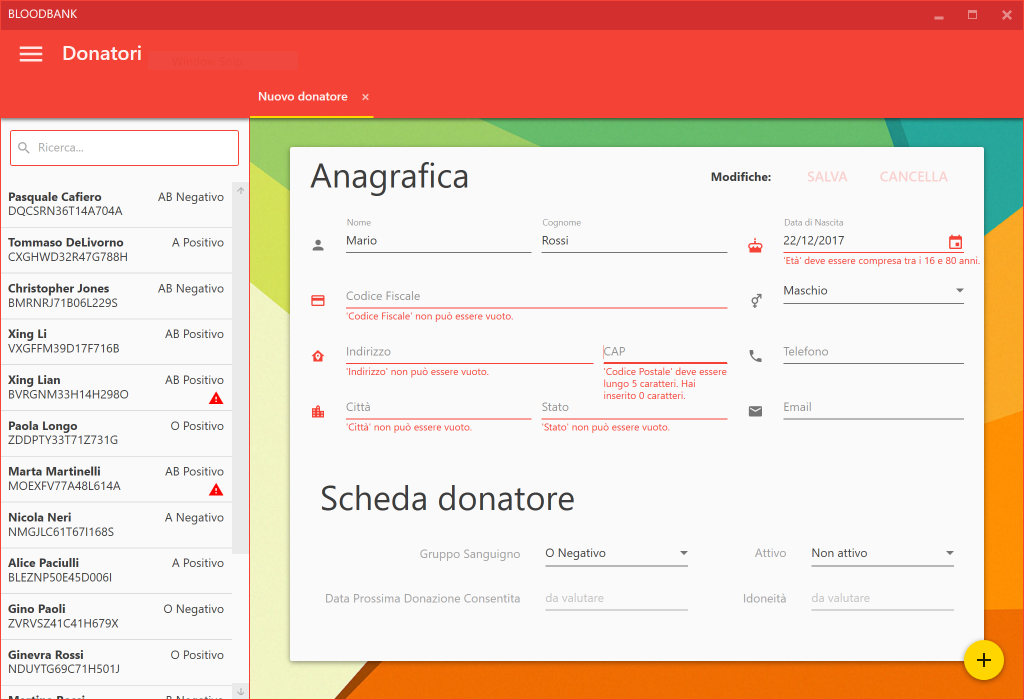 BLOODBANK
Donatori
Nuovo donatore ×
Ricerca...
Pasquale Cafiero AB Negativo
DQCSRN36T14A704A
Tommaso DeLivorno A Positivo
CXGHWD32R47G788H
Christopher Jones AB Negativo
BMRNRJ71B06L229S
Xing Li AB Positivo
VXGFFM39D17F716B
Xing Lian AB Positivo
BVRGNM33H14H298O
Paola Longo O Positivo
ZDDPTY33T71Z731G
Marta Martinelli AB Positivo
MOEXFV77A48L614A
Nicola Neri A Negativo
NMGJLC61T67I168S
Alice Paciulli A Positivo
BLEZNP50E45D006I
Gino Paoli O Negativo
ZVRVSZ41C41H679X
Ginevra Rossi O Positivo
NDUYTG69C71H501J
Anagrafica
Modifiche: SALVA CANCELLA
Nome Cognome Data di Nascita
Mario Rossi 22/12/2017
'Età' deve essere compresa tra i 16 e 80 anni.
Codice Fiscale Maschio
'Codice Fiscale' non può essere vuoto.
Indirizzo CAP Telefono
'Indirizzo' non può essere vuoto.
'Codice Postale' deve essere
lungo 5 caratteri. Hai
inserito 0 caratteri.
Città Stato Email
'Città' non può essere vuoto. 'Stato' non può essere vuoto.
Scheda donatore
Gruppo Sanguigno O Negativo Attivo Non attivo
Data Prossima Donazione Consentita da valutare Idoneità da valutare